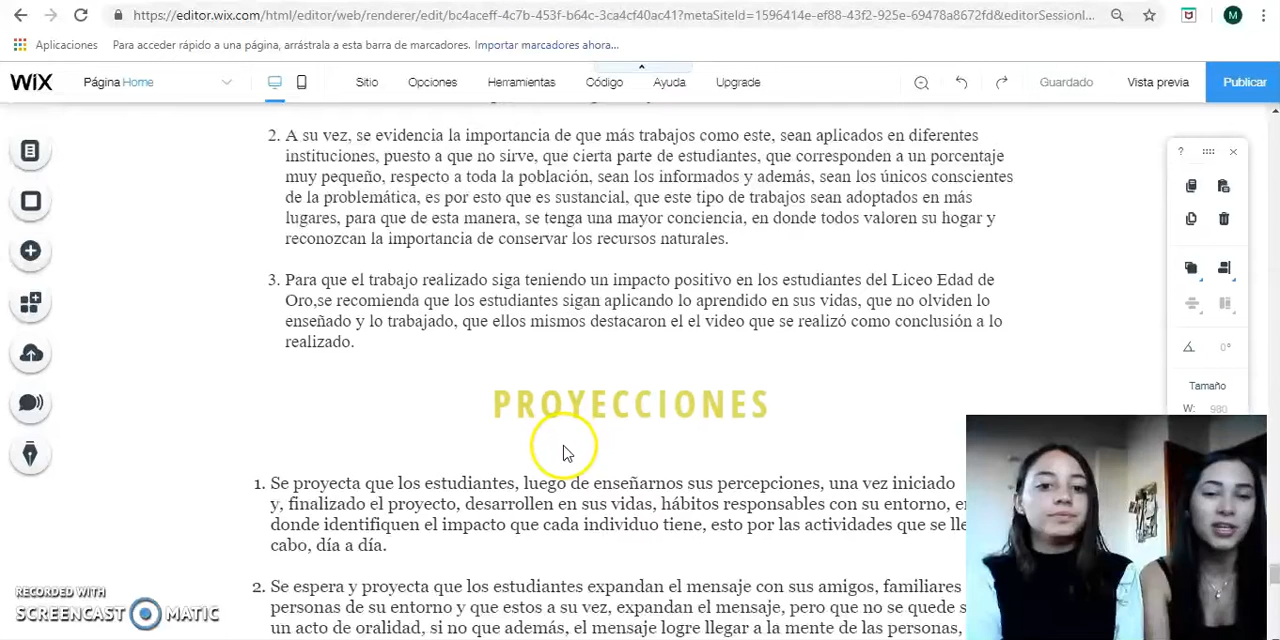 https://editor.wix.com/html/editor/web/renderer/edit/bc4aceff-4c7b-453f-b64c-3ca4cf40ac41?metaSiteId=1596414e-ef88-43f2-925e-69478a8672fd&editorSessionI...
M
Aplicaciones Para acceder rápido a una página, arrástrala a esta barra de marcadores. Importar marcadores ahora...
WiX Página: Home Sitio Opciones Herramientas Código Ayuda Upgrade Guardado Vista previa Publicar
2. A su vez, se evidencia la importancia de que más trabajos como este, sean aplicados en diferentes
instituciones, puesto a que no sirve, que cierta parte de estudiantes, que corresponden a un porcentaje
muy pequeño, respecto a toda la población, sean los informados y además, sean los únicos conscientes
de la problemática, es por esto que es sustancial, que este tipo de trabajos sean adoptados en más
lugares, para que de esta manera, se tenga una mayor conciencia, en donde todos valoren su hogar y
reconozcan la importancia de conservar los recursos naturales.
3. Para que el trabajo realizado siga teniendo un impacto positivo en los estudiantes del Liceo Edad de
Oro,se recomienda que los estudiantes sigan aplicando lo aprendido en sus vidas, que no olviden lo
enseñado y lo trabajado, que ellos mismos destacaron el el video que se realizó como conclusión a lo
realizado.
PROYECCIONES
1. Se proyecta que los estudiantes, luego de enseñarnos sus percepciones, una vez iniciado
y, finalizado el proyecto, desarrollen en sus vidas, hábitos responsables con su entorno, en
donde identifiquen el impacto que cada individuo tiene, esto por las actividades que se lle
cabo, día a día.
2. Se espera y proyecta que los estudiantes expandan el mensaje con sus amigos, familiares
personas de su entorno y que estos a su vez, expandan el mensaje, pero que no se quede s
un acto de oralidad, si no que además, el mensaje logre llegar a la mente de las personas,
?
0°
Tamaño
W: 980
RECORDED WITH
SCREENCAST MATIC